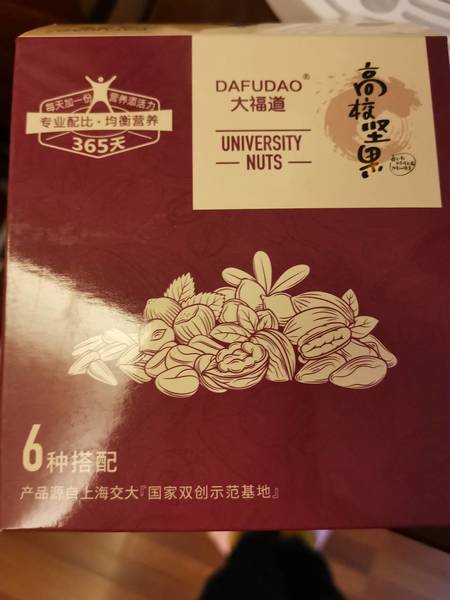 每天加一份 营养添活力
专业配比·均衡营养
365天
DAFUDAO®
大福道
UNIVERSITY
NUTS
高校坚果
6种搭配
产品源自上海交大『国家双创示范基地』